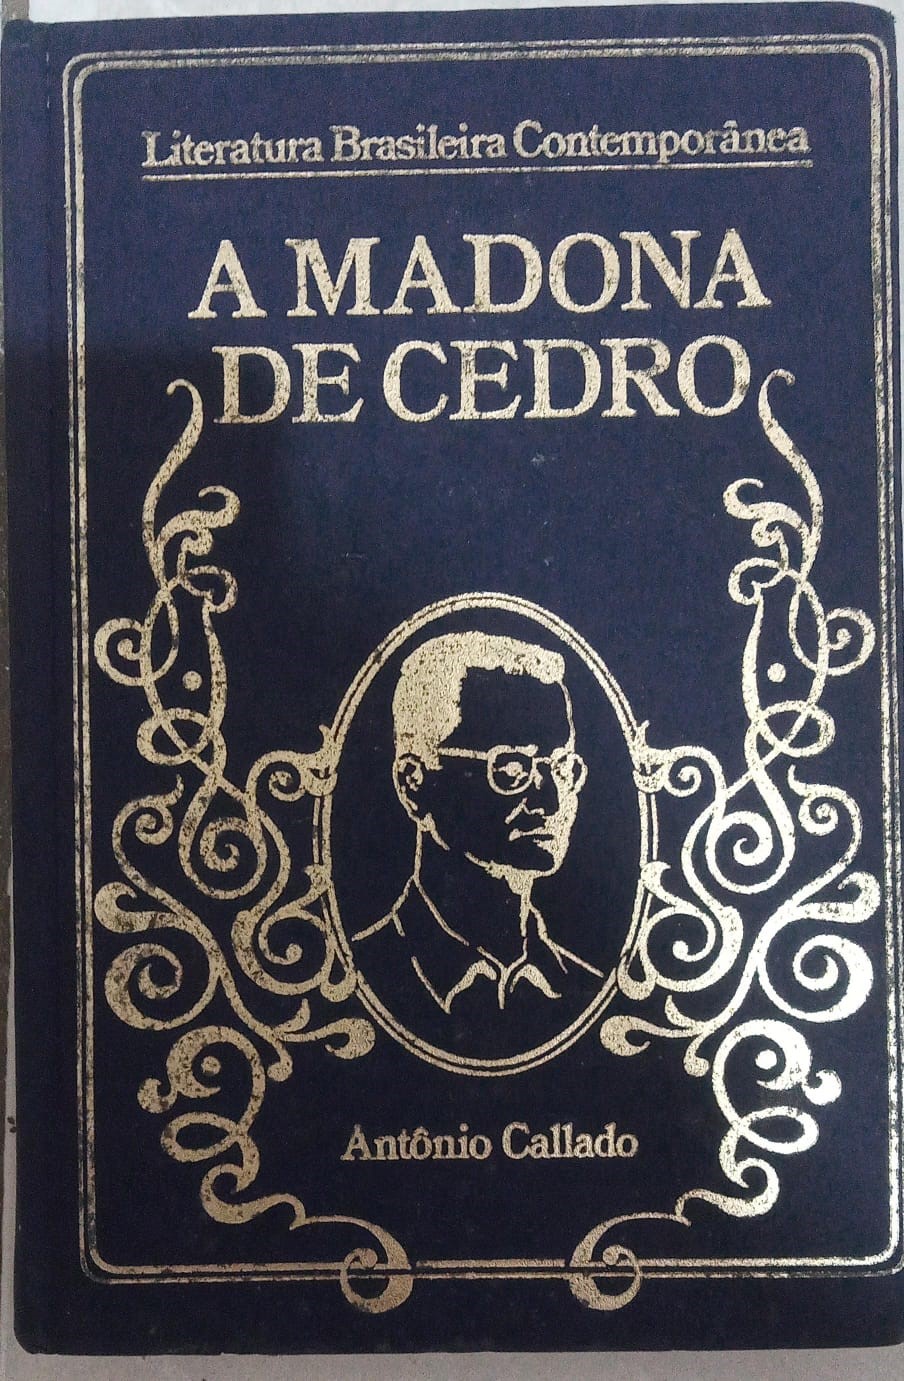 Literatura Brasileira Contemporânea
A MADONA
DE CEDRO
Antônio Callado